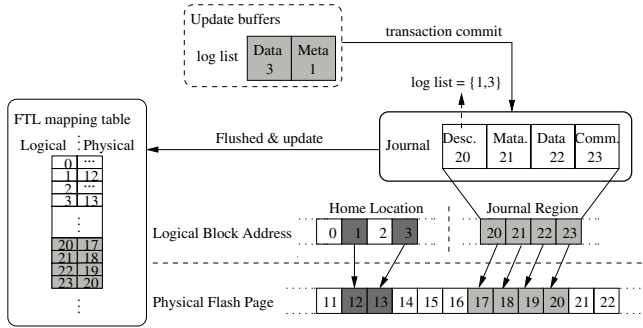 Update buffers
log list
Data Meta
3 1
transaction commit
log list = {1,3}
Journal
Desc. Mata. Data Comm.
20 21 22 23
Flushed & update
FTL mapping table
Logical Physical
0 ...
1 12
2 ...
3 13
20 17
21 18
22 19
23 20
Home Location
Journal Region
Logical Block Address
0 1 2 3
20 21 22 23
Physical Flash Page
11 12 13 14 15 16 17 18 19 20 21 22